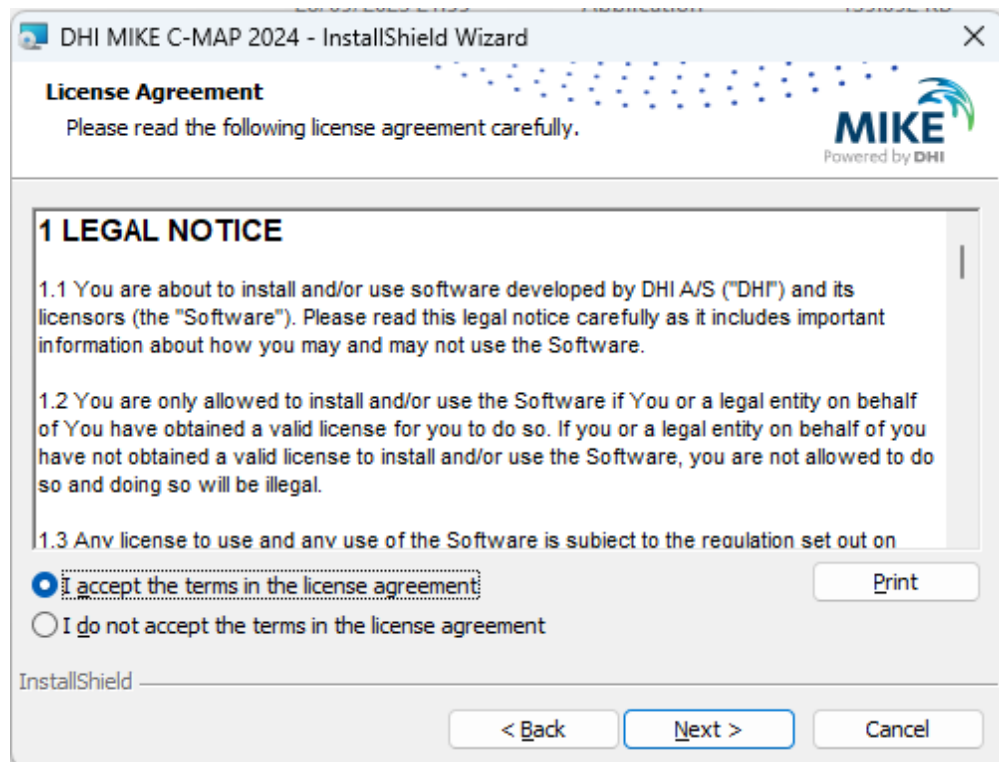 DHI MIKE C-MAP 2024 - InstallShield Wizard
License Agreement
Please read the following license agreement carefully.
MIKE
Powered by DHI
1 LEGAL NOTICE
1.1 You are about to install and/or use software developed by DHI A/S ("DHI") and its
licensors (the "Software"). Please read this legal notice carefully as it includes important
information about how you may and may not use the Software.
1.2 You are only allowed to install and/or use the Software if You or a legal entity on behalf
of You have obtained a valid license for you to do so. If you or a legal entity on behalf of you
have not obtained a valid license to install and/or use the Software, you are not allowed to do
so and doing so will be illegal.
1.3 Any license to use and any use of the Software is subject to the regulation set out on
I accept the terms in the license agreement
Print
I do not accept the terms in the license agreement
InstallShield
< Back
Next >
Cancel